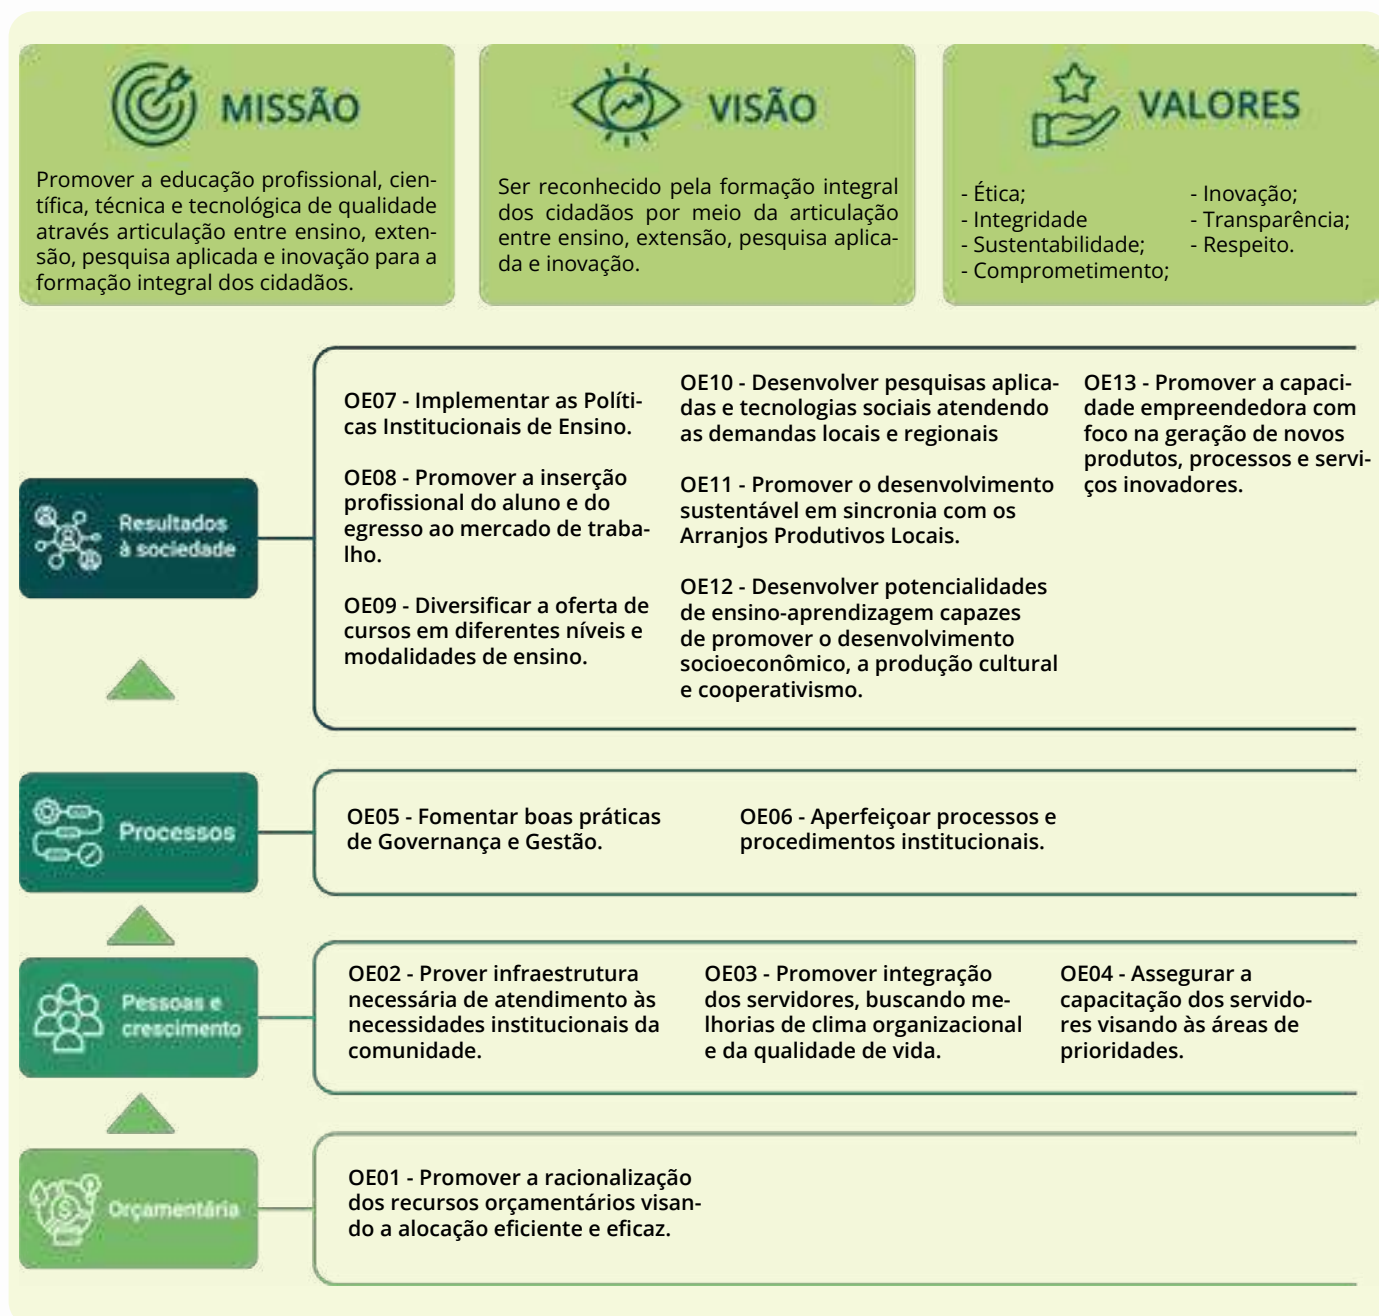 MISSÃO
Promover a educação profissional, cien-
tífica, técnica e tecnológica de qualidade
através articulação entre ensino, exten-
são, pesquisa aplicada e inovação para a
formação integral dos cidadãos.
VISÃO
Ser reconhecido pela formação integral
dos cidadãos por meio da articulação
entre ensino, extensão, pesquisa aplica-
da e inovação.
VALORES
- Ética;
- Integridade
- Sustentabilidade;
- Comprometimento;
- Inovação;
- Transparência;
- Respeito.
Resultados
à sociedade
OE07 - Implementar as Políti-
cas Institucionais de Ensino.
OE08 - Promover a inserção
profissional do aluno e do
egresso ao mercado de traba-
lho.
OE09 - Diversificar a oferta de
cursos em diferentes níveis e
modalidades de ensino.
OE10 - Desenvolver pesquisas aplica-
das e tecnologias sociais atendendo
as demandas locais e regionais
OE11 - Promover o desenvolvimento
sustentável em sincronia com os
Arranjos Produtivos Locais.
OE12 - Desenvolver potencialidades
de ensino-aprendizagem capazes
de promover o desenvolvimento
socioeconômico, a produção cultural
e cooperativismo.
OE13 - Promover a capaci-
dade empreendedora com
foco na geração de novos
produtos, processos e servi-
ços inovadores.
Processos
OE05 - Fomentar boas práticas
de Governança e Gestão.
OE06 - Aperfeiçoar processos e
procedimentos institucionais.
Pessoas e
crescimento
OE02 - Prover infraestrutura
necessária de atendimento às
necessidades institucionais da
comunidade.
OE03 - Promover integração
dos servidores, buscando me-
lhorias de clima organizacional
e da qualidade de vida.
OE04 - Assegurar a
capacitação dos servido-
res visando às áreas de
prioridades.
Orçamentária
OE01 - Promover a racionalização
dos recursos orçamentários visan-
do a alocação eficiente e eficaz.